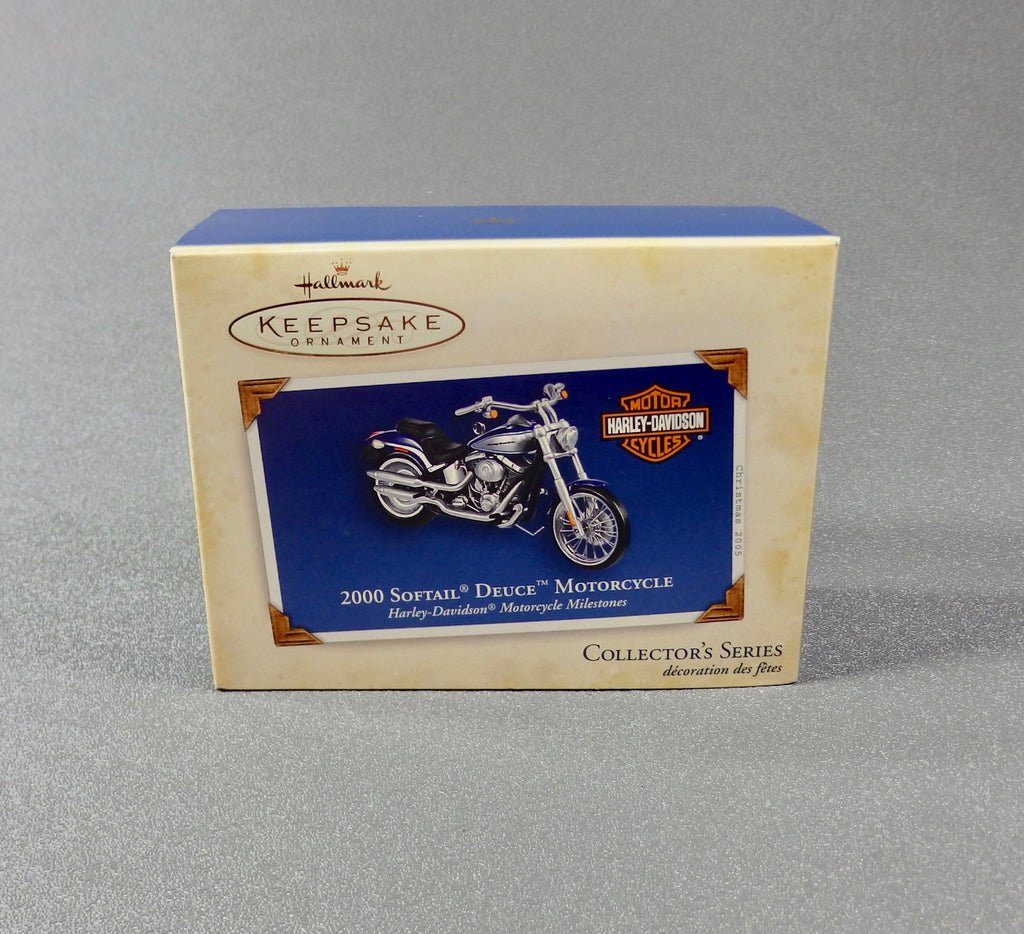 Hallmark
KEEPSAKE
ORNAMENT
MOTOR
HARLEY-DAVIDSON
CYCLES
®
Christmas 2005
2000 SOFTAIL® DEUCE™ MOTORCYCLE
Harley-Davidson® Motorcycle Milestones
COLLECTOR'S SERIES
décoration des fêtes